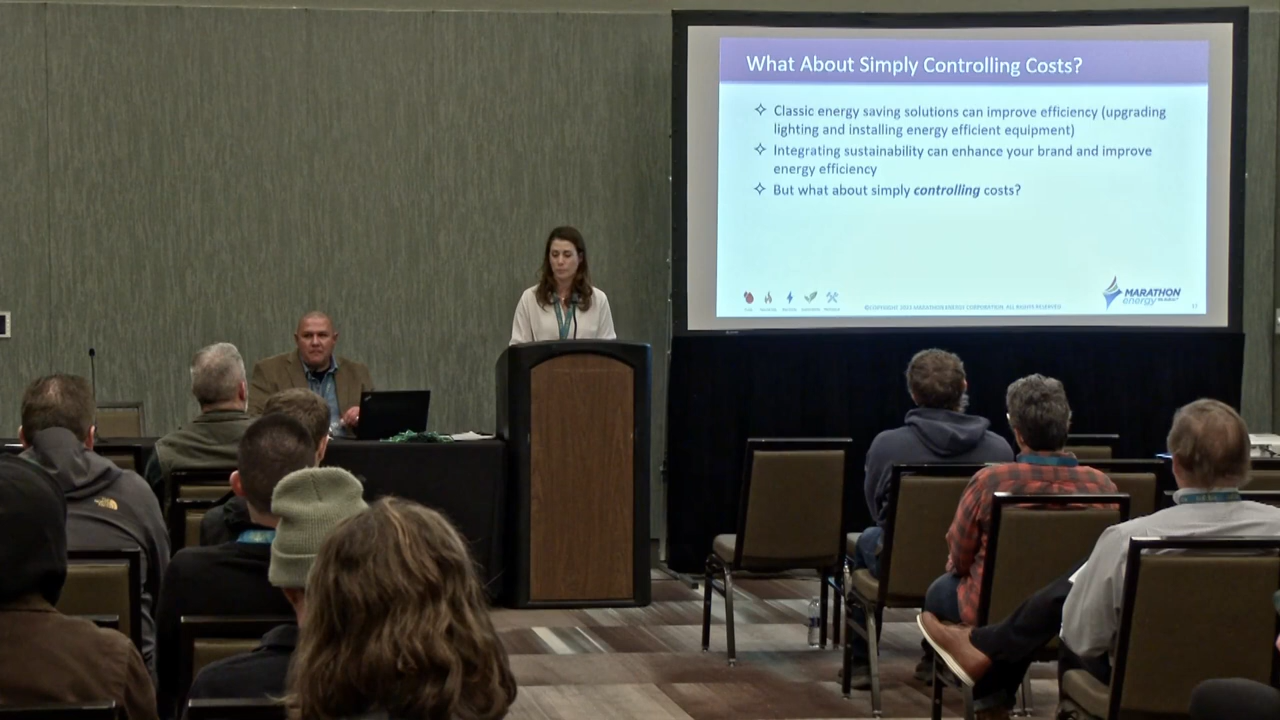 What About Simply Controlling Costs?
✧ Classic energy saving solutions can improve efficiency (upgrading
lighting and installing energy efficient equipment)
✧ Integrating sustainability can enhance your brand and improve
energy efficiency
✧ But what about simply controlling costs?
MARATHON
energy